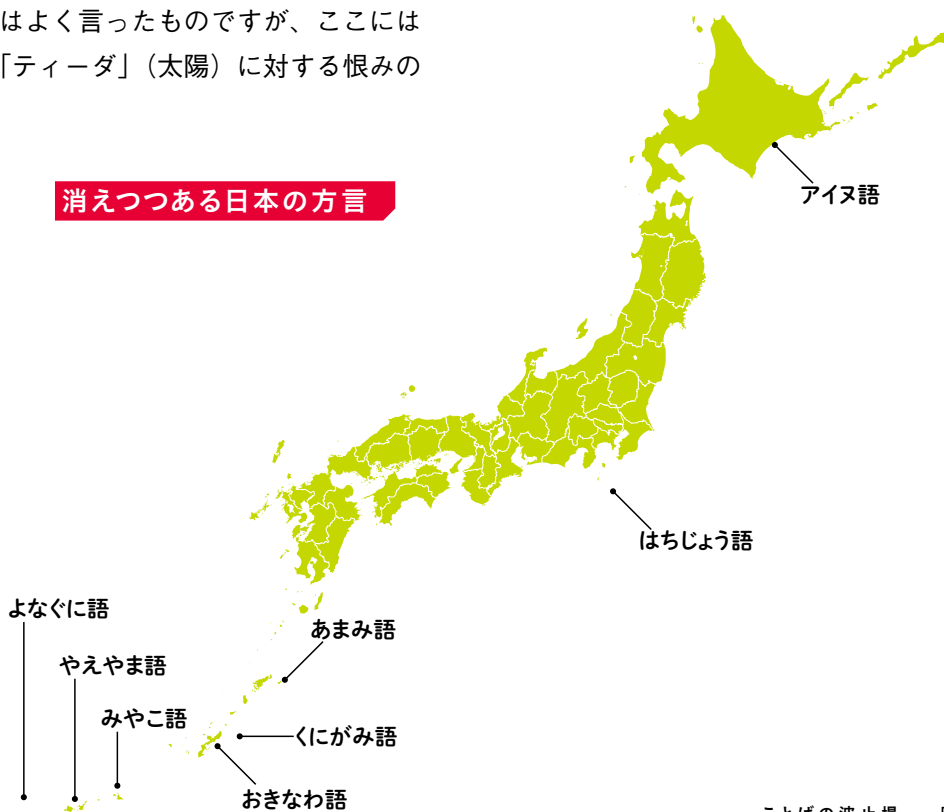 はよく言ったものですが、ここには
「ティーダ」（太陽）に対する恨みの
消えつつある日本の方言
アイヌ語
はちじょう語
よなぐに語
あまみ語
やえやま語
みやこ語
くにがみ語
おきなわ語